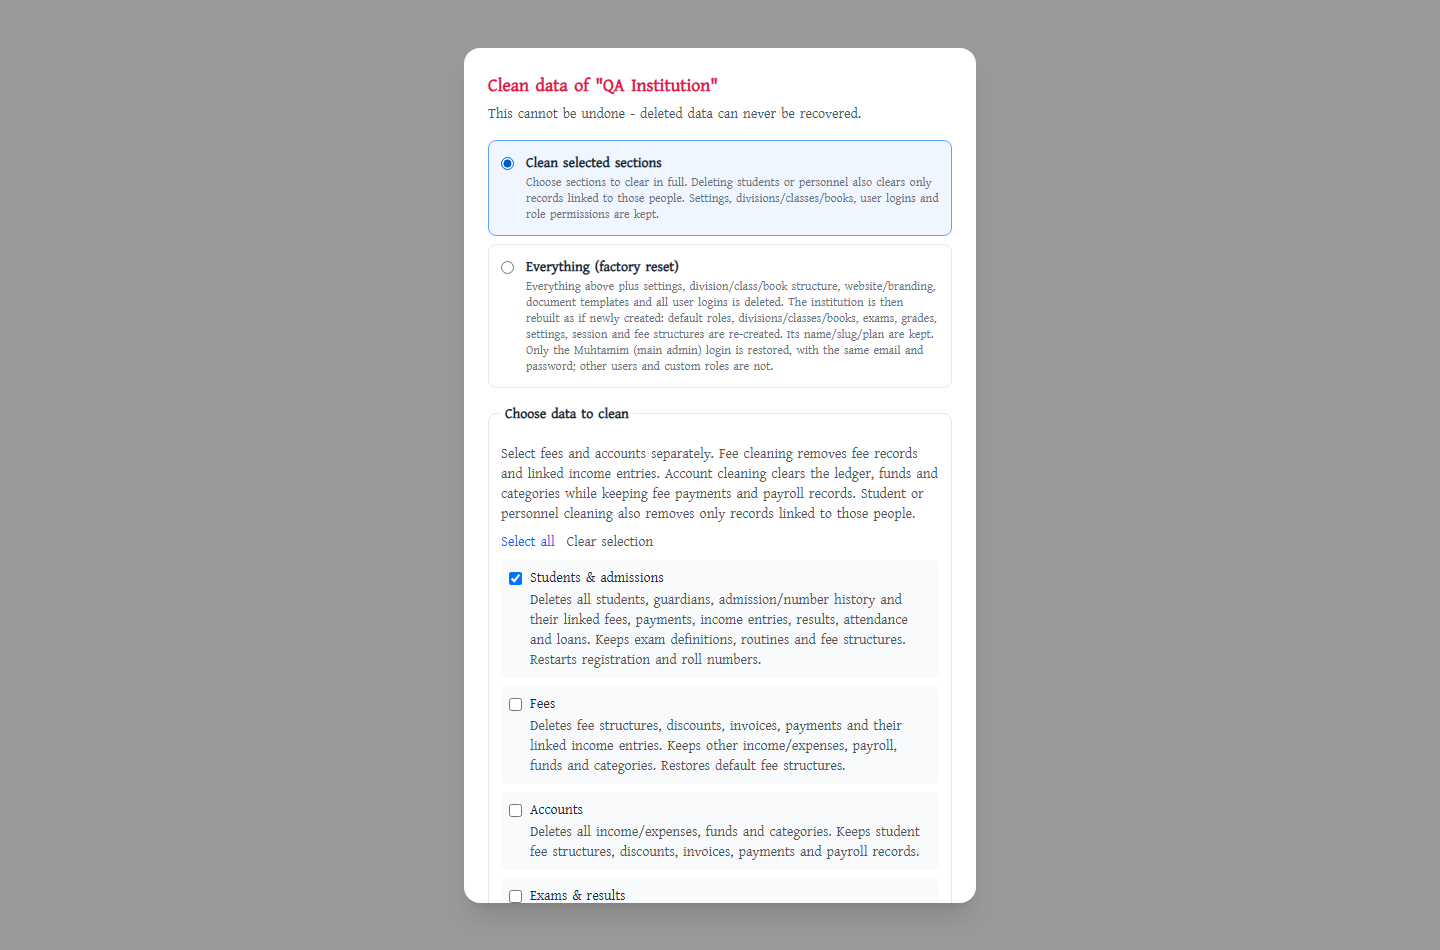 Clean data of "QA Institution"
This cannot be undone - deleted data can never be recovered.
Clean selected sections
Choose sections to clear in full. Deleting students or personnel also clears only
records linked to those people. Settings, divisions/classes/books, user logins and
role permissions are kept.
Everything (factory reset)
Everything above plus settings, division/class/book structure, website/branding,
document templates and all user logins is deleted. The institution is then
rebuilt as if newly created: default roles, divisions/classes/books, exams, grades,
settings, session and fee structures are re-created. Its name/slug/plan are kept.
Only the Muhtamim (main admin) login is restored, with the same email and
password; other users and custom roles are not.
Choose data to clean
Select fees and accounts separately. Fee cleaning removes fee records
and linked income entries. Account cleaning clears the ledger, funds and
categories while keeping fee payments and payroll records. Student or
personnel cleaning also removes only records linked to those people.
Select all Clear selection
Students & admissions
Deletes all students, guardians, admission/number history and
their linked fees, payments, income entries, results, attendance
and loans. Keeps exam definitions, routines and fee structures.
Restarts registration and roll numbers.
Fees
Deletes fee structures, discounts, invoices, payments and their
linked income entries. Keeps other income/expenses, payroll,
funds and categories. Restores default fee structures.
Accounts
Deletes all income/expenses, funds and categories. Keeps student
fee structures, discounts, invoices, payments and payroll records.
Exams & results